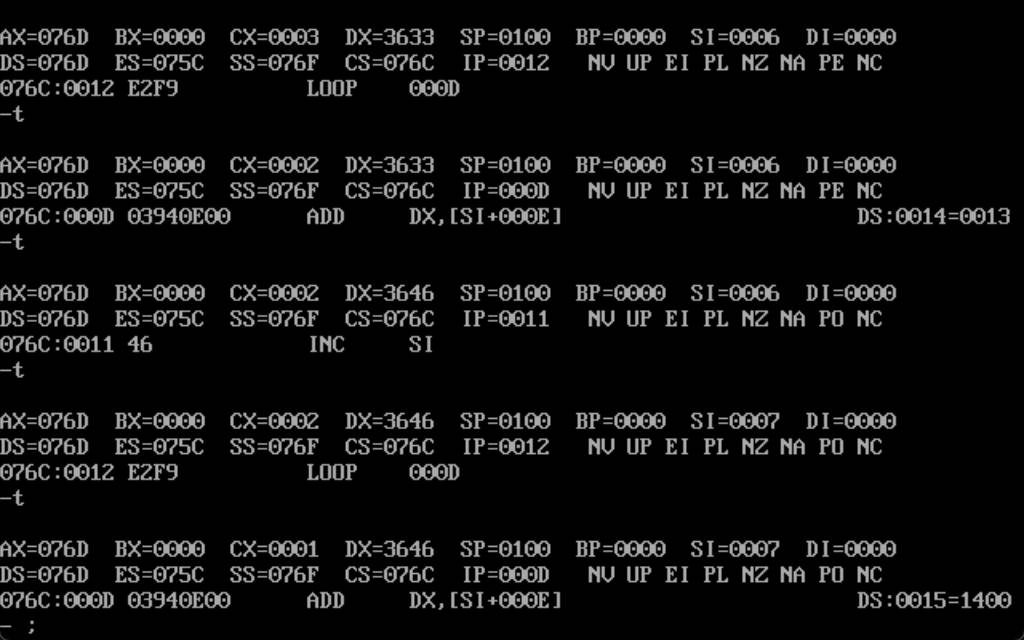 AX=076D  BX=0000  CX=0003  DX=3633  SP=0100  BP=0000  SI=0006  DI=0000
DS=076D  ES=075C  SS=076F  CS=076C  IP=0012   NV UP EI PL NZ NA PE NC
076C:0012 E2F9          LOOP    000D
-t
AX=076D  BX=0000  CX=0002  DX=3633  SP=0100  BP=0000  SI=0006  DI=0000
DS=076D  ES=075C  SS=076F  CS=076C  IP=000D   NV UP EI PL NZ NA PE NC
076C:000D 03940E00      ADD     DX,[SI+000E]                       DS:0014=0013
-t
AX=076D  BX=0000  CX=0002  DX=3646  SP=0100  BP=0000  SI=0006  DI=0000
DS=076D  ES=075C  SS=076F  CS=076C  IP=0011   NV UP EI PL NZ NA PO NC
076C:0011 46            INC     SI
-t
AX=076D  BX=0000  CX=0002  DX=3646  SP=0100  BP=0000  SI=0007  DI=0000
DS=076D  ES=075C  SS=076F  CS=076C  IP=0012   NV UP EI PL NZ NA PO NC
076C:0012 E2F9          LOOP    000D
-t
AX=076D  BX=0000  CX=0001  DX=3646  SP=0100  BP=0000  SI=0007  DI=0000
DS=076D  ES=075C  SS=076F  CS=076C  IP=000D   NV UP EI PL NZ NA PO NC
076C:000D 03940E00      ADD     DX,[SI+000E]                       DS:0015=1400
- ;